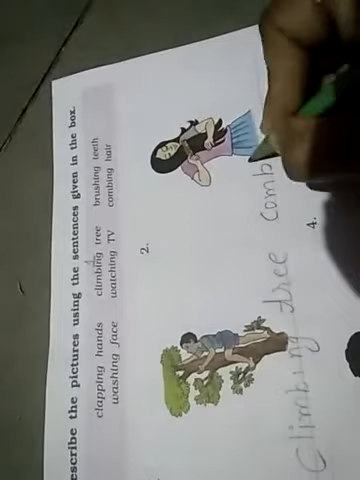 escribe the pictures using the sentences given in the box.
clapping hands climbing tree brushing teeth
washing face watching TV combing hair
2.
Climbing tree comb
4.